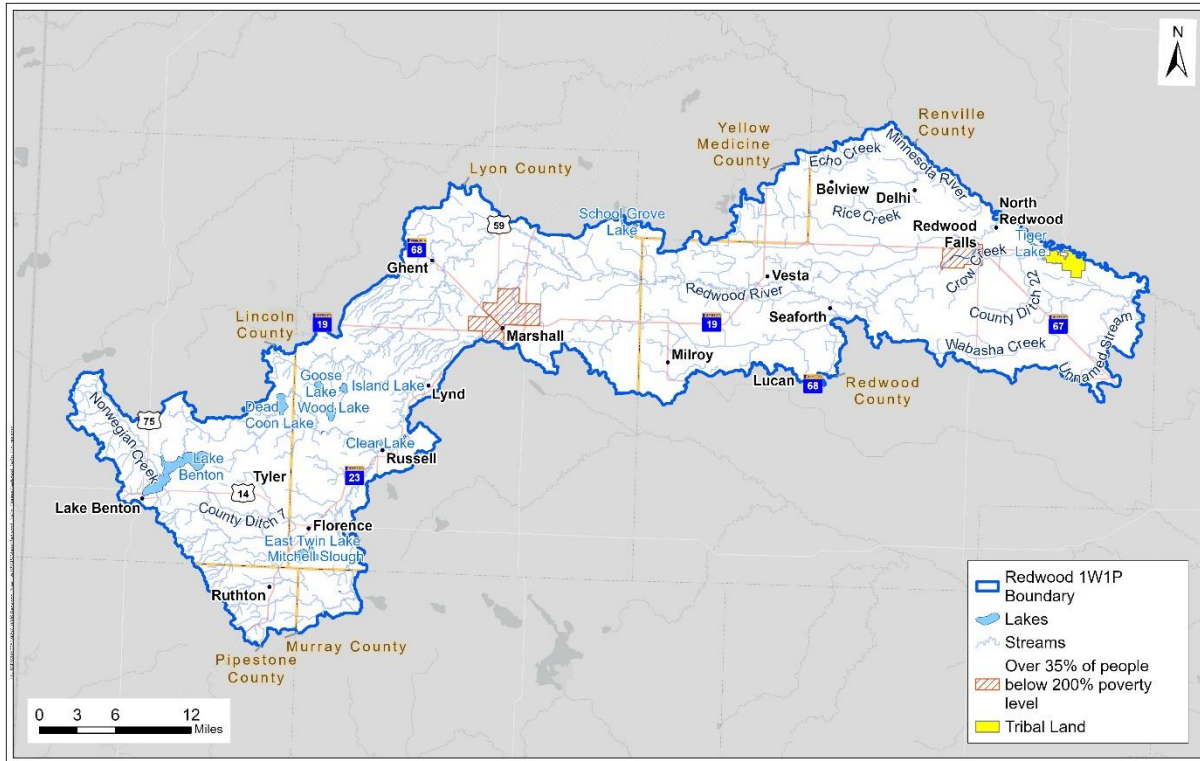 N
Renville
County
Yellow
Medicine
County
Echo Creek
Minnesota River
Lyon County
Belview
Delhi
Rice Creek
North
Redwood
School Grove
Lake
59
Redwood
Falls
Tiger
Lake
68
Ghent
Crow Creek
Vesta
Redwood River
County Ditch 22
Lincoln
County
19
Seaforth
19
67
Marshall
Wabasha Creek
Unnamed Stream
Milroy
Lucan
68
Redwood
County
Goose
Lake
Island Lake
Lynd
Dead
Coon Lake
Wood Lake
Norwegian Creek
75
Clear Lake
Russell
Lake
Benton
Tyler
23
14
Lake Benton
County Ditch 7
Florence
East Twin Lake
Mitchell Slough
Ruthton
Murray County
Pipestone
County
0 3 6 12
Miles
Redwood 1W1P
Boundary
Lakes
Streams
Over 35% of people
below 200% poverty
level
Tribal Land